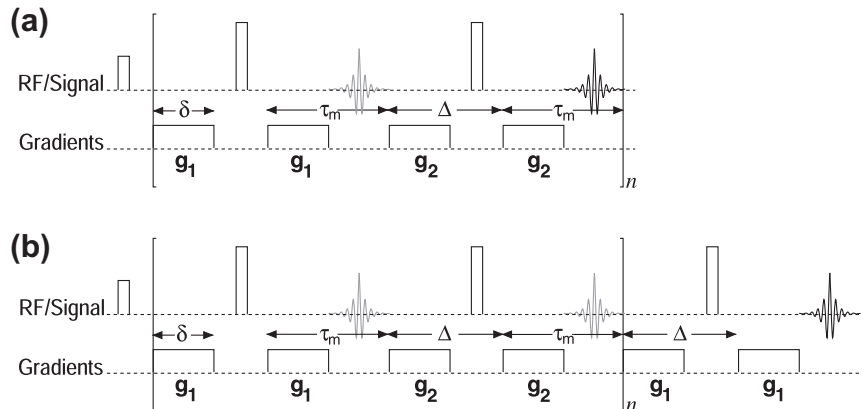 (a)
RF/Signal
δ τm Δ τm
Gradients
g1 g1 g2 g2
n
(b)
RF/Signal
δ τm Δ τm Δ
Gradients
g1 g1 g2 g2 g1 g1
n